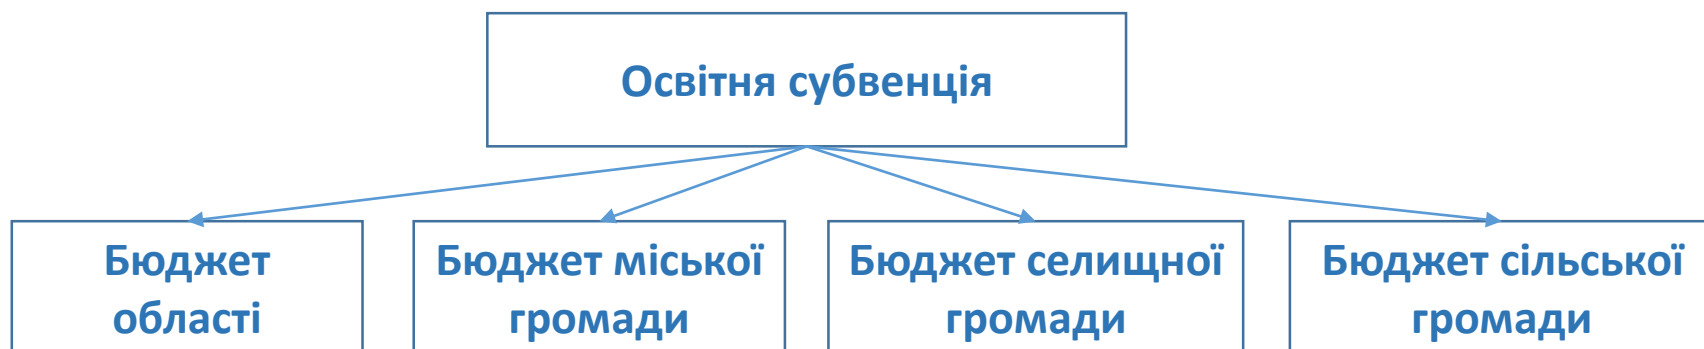 Освітня субвенція
Бюджет
області
Бюджет міської
громади
Бюджет селищної
громади
Бюджет сільської
громади